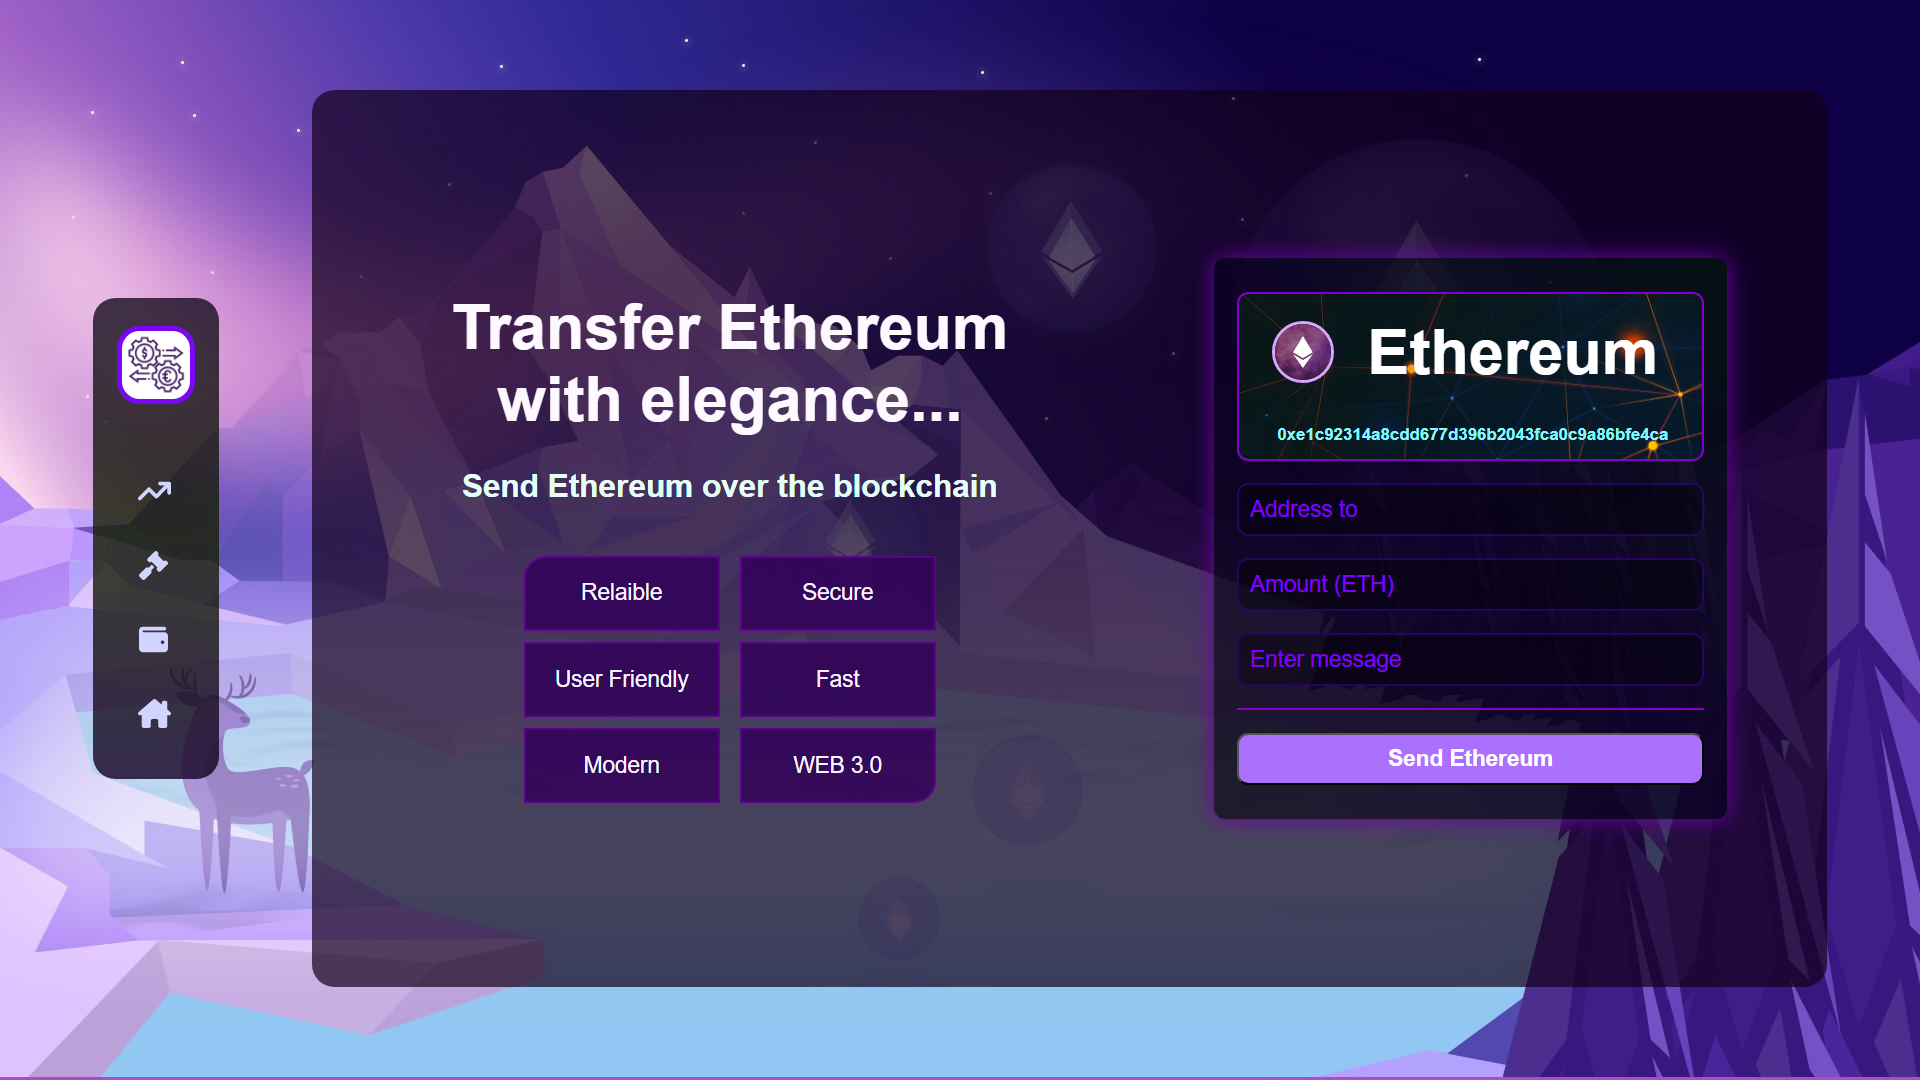 Transfer Ethereum
with elegance...
Send Ethereum over the blockchain
Relaible
Secure
User Friendly
Fast
Modern
WEB 3.0
Ethereum
0xe1c92314a8cdd677d396b2043fca0c9a86bfe4ca
Address to
Amount (ETH)
Enter message
Send Ethereum